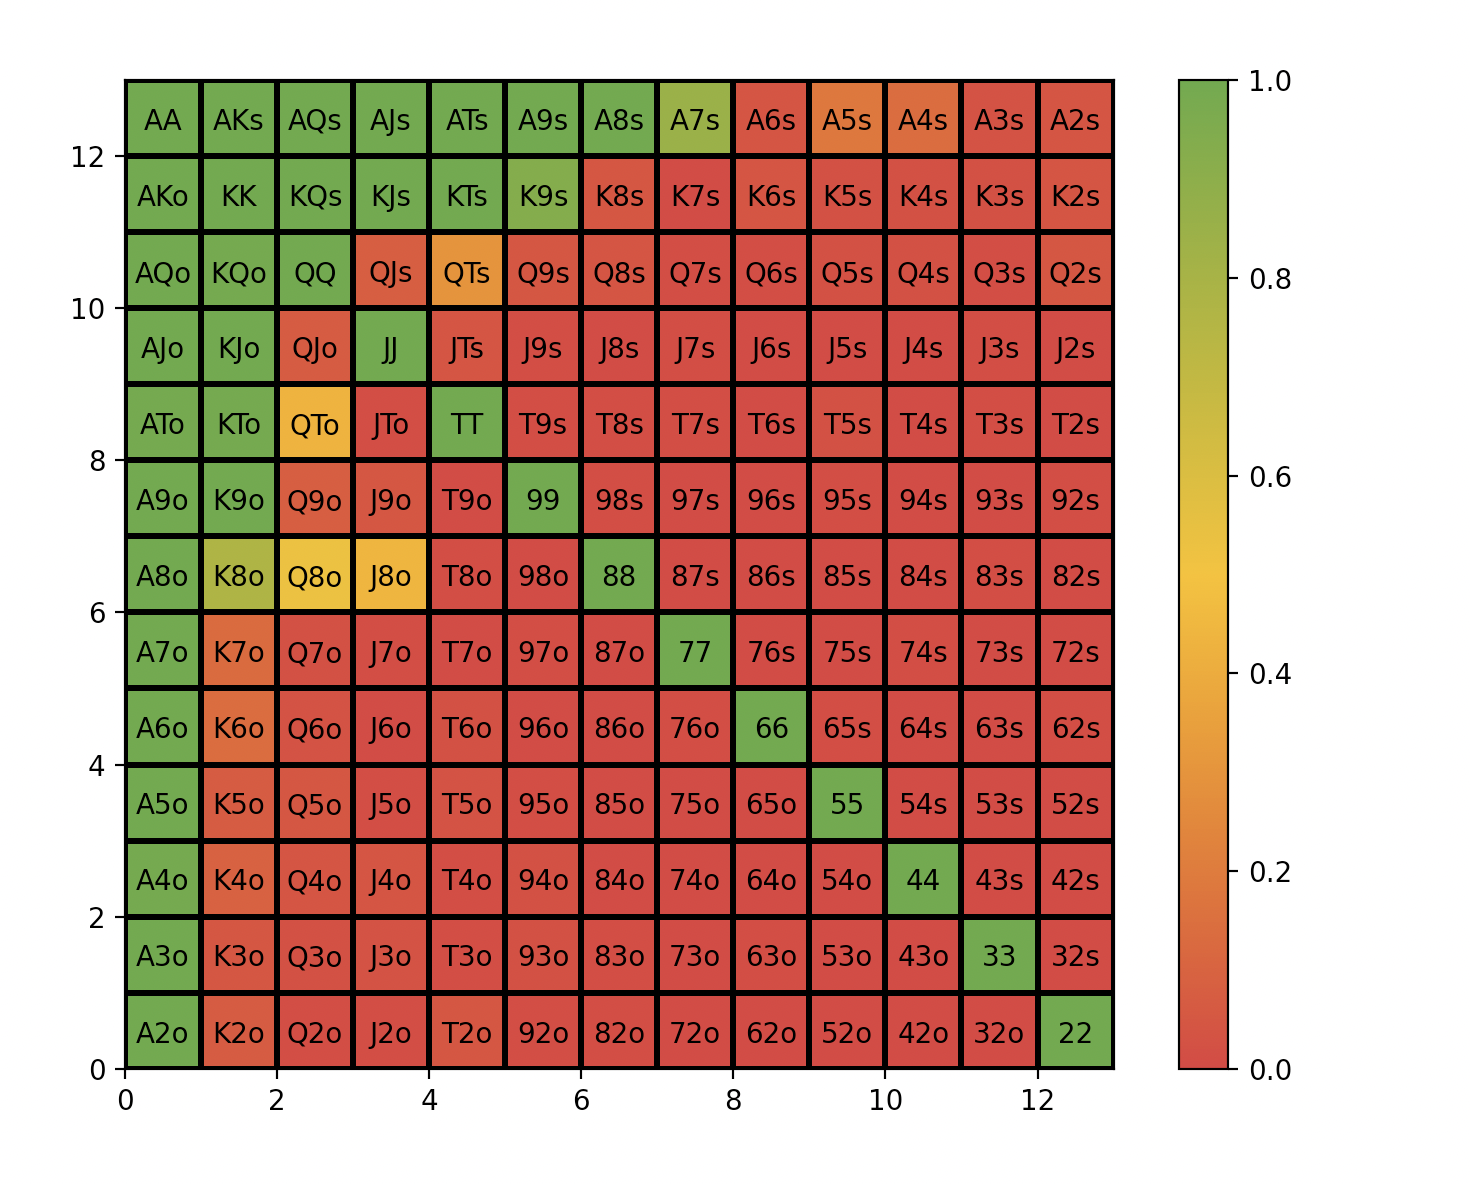 AA AKs AQs AJs ATs A9s A8s A7s A6s A5s A4s A3s A2s
AKo KK KQs KJs KTs K9s K8s K7s K6s K5s K4s K3s K2s
AQo KQo QQ QJs QTs Q9s Q8s Q7s Q6s Q5s Q4s Q3s Q2s
AJo KJo QJo JJ JTs J9s J8s J7s J6s J5s J4s J3s J2s
ATo KTo QTo JTo TT T9s T8s T7s T6s T5s T4s T3s T2s
A9o K9o Q9o J9o T9o 99 98s 97s 96s 95s 94s 93s 92s
A8o K8o Q8o J8o T8o 98o 88 87s 86s 85s 84s 83s 82s
A7o K7o Q7o J7o T7o 97o 87o 77 76s 75s 74s 73s 72s
A6o K6o Q6o J6o T6o 96o 86o 76o 66 65s 64s 63s 62s
A5o K5o Q5o J5o T5o 95o 85o 75o 65o 55 54s 53s 52s
A4o K4o Q4o J4o T4o 94o 84o 74o 64o 54o 44 43s 42s
A3o K3o Q3o J3o T3o 93o 83o 73o 63o 53o 43o 33 32s
A2o K2o Q2o J2o T2o 92o 82o 72o 62o 52o 42o 32o 22
12
10
8
6
4
2
0
0 2 4 6 8 10 12
1.0
0.8
0.6
0.4
0.2
0.0